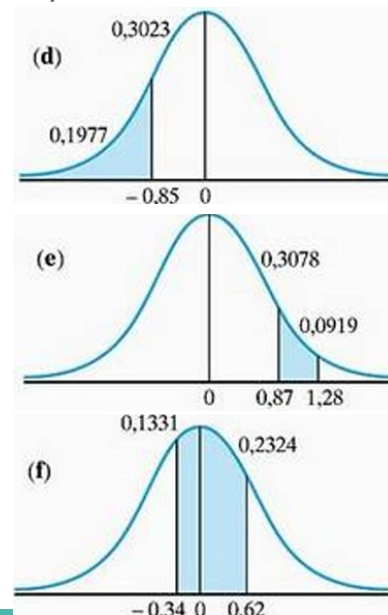 0,3023
(d)
0,1977
– 0,85 0
(e)
0,3078
0,0919
0 0,87 1,28
0,1331
0,2324
(f)
– 0,34 0 0,62